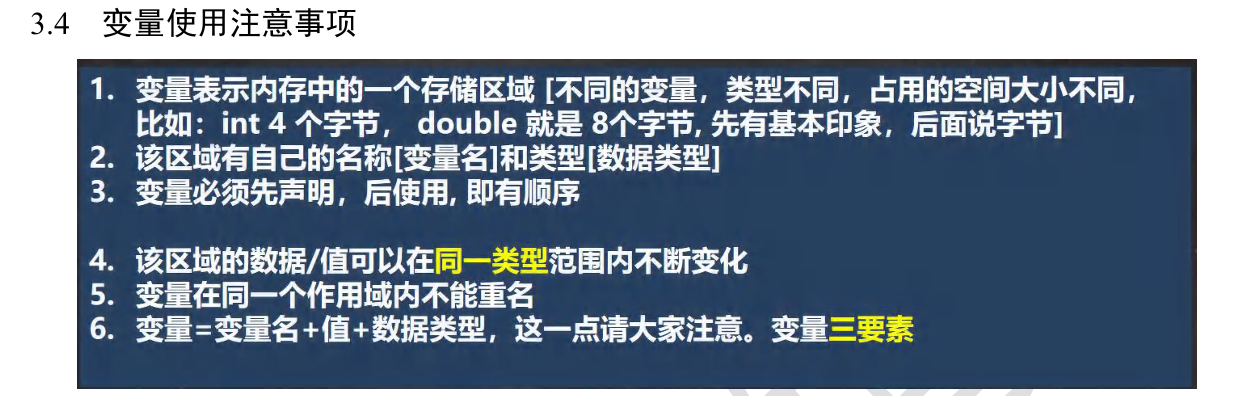 3.4 变量使用注意事项
1. 变量表示内存中的一个存储区域 [不同的变量，类型不同，占用的空间大小不同，
比如：int 4 个字节， double 就是 8个字节, 先有基本印象，后面说字节]
2. 该区域有自己的名称[变量名]和类型[数据类型]
3. 变量必须先声明，后使用, 即有顺序
4. 该区域的数据/值可以在同一类型范围内不断变化
5. 变量在同一个作用域内不能重名
6. 变量=变量名+值+数据类型，这一点请大家注意。变量三要素